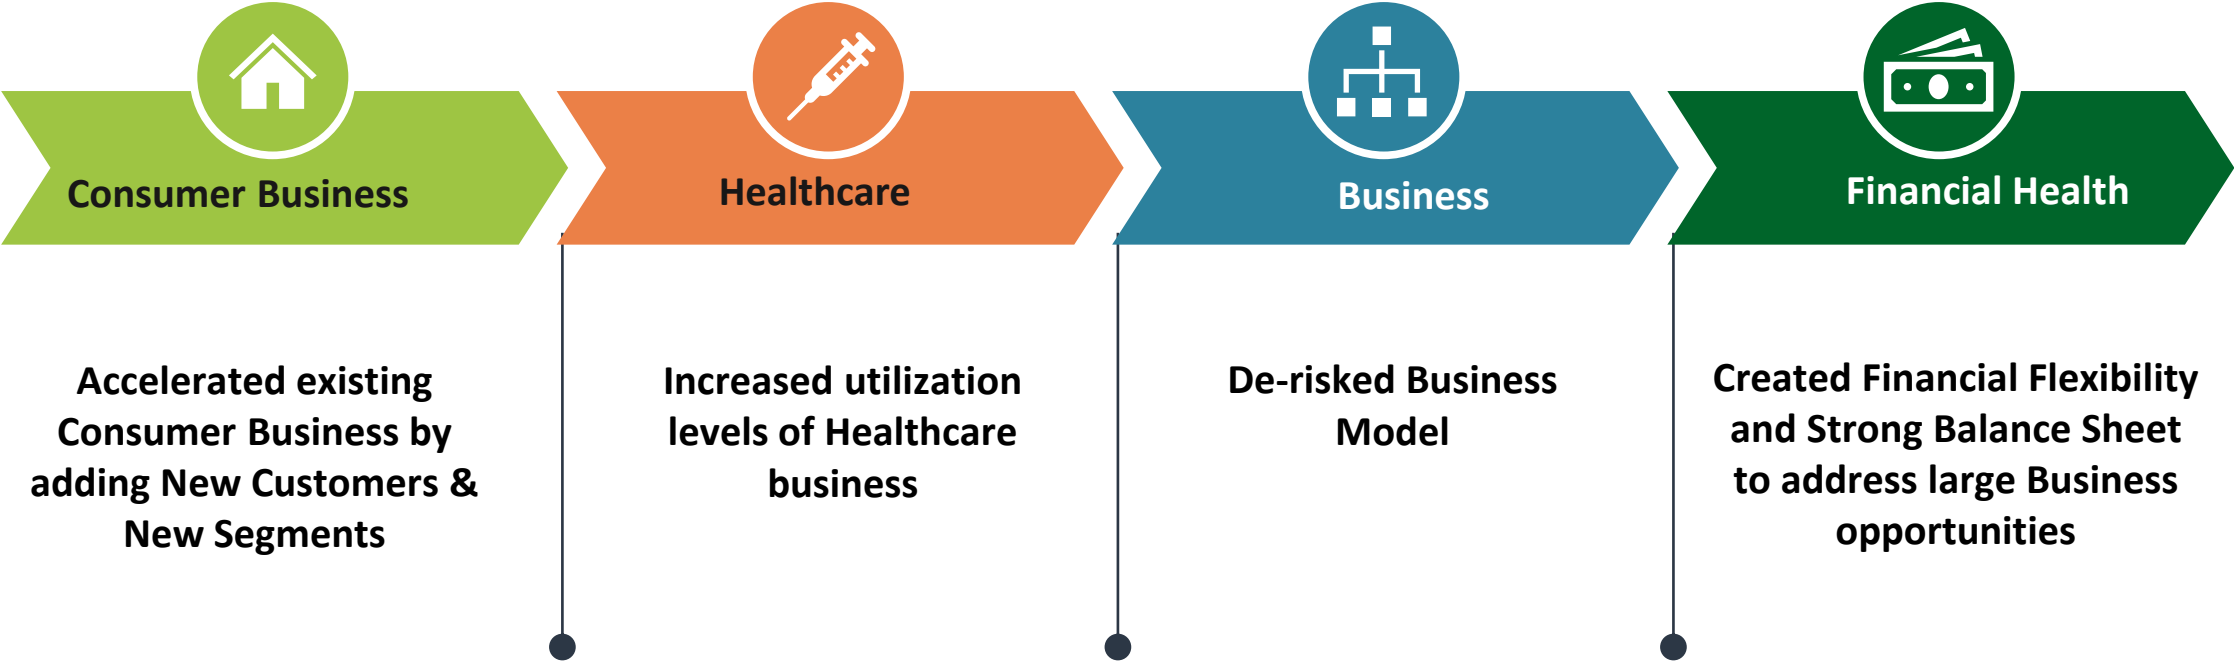 Consumer Business
Healthcare
Business
Financial Health
Accelerated existing
Consumer Business by
adding New Customers &
New Segments
Increased utilization
levels of Healthcare
business
De-risked Business
Model
Created Financial Flexibility
and Strong Balance Sheet
to address large Business
opportunities